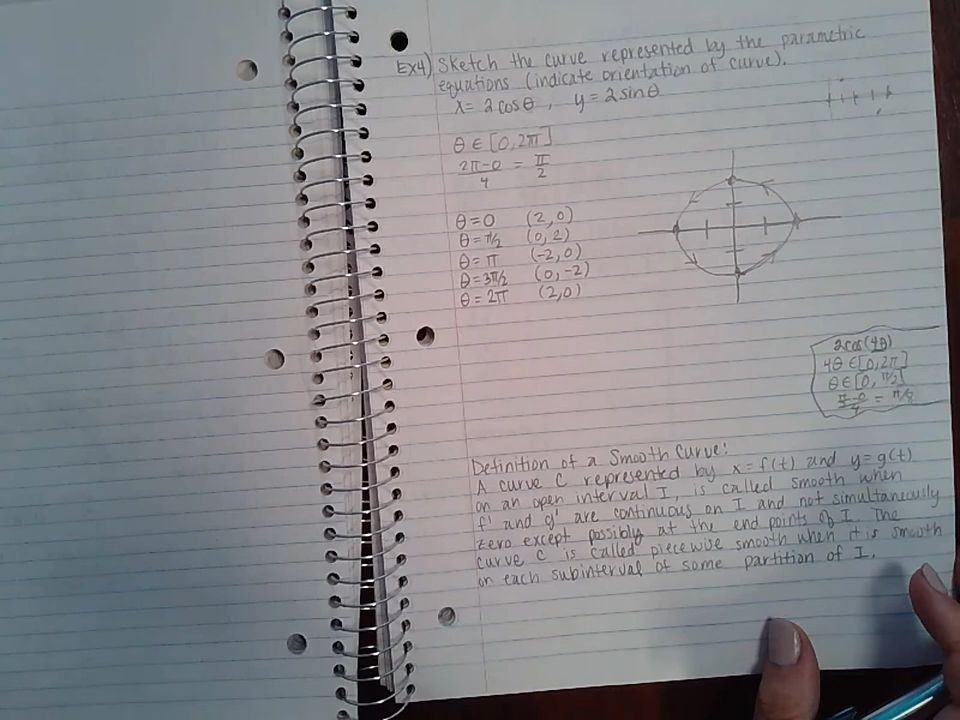 Ex4) Sketch the curve represented by the parametric
equations (indicate orientation of curve).
x = 2cosθ, y = 2sinθ
θ ∈ [0, 2π]
2π-0/4 = π/2
θ = 0 (2, 0)
θ = π/2 (0, 2)
θ = π (-2, 0)
θ = 3π/2 (0, -2)
θ = 2π (2, 0)
2cos(4θ)
4θ ∈ [0, 2π]
θ ∈ [0, π/2]
π/2-0/4 = π/8
Definition of a Smooth Curve:
A curve C represented by x = f(t) and y = g(t)
on an open interval I, is called smooth when
f' and g' are continuous on I and not simultaneously
zero except possibly at the end points of I. The
curve C is called piecewise smooth when it is smooth
on each subinterval of some partition of I.